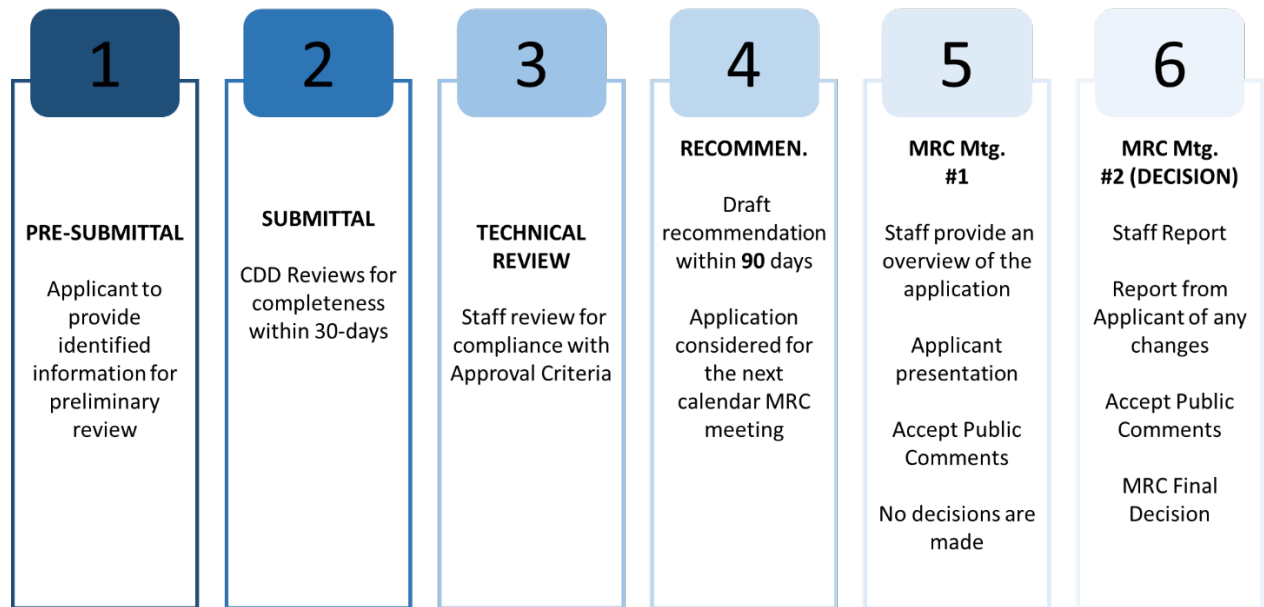 1
PRE-SUBMITTAL
Applicant to
provide
identified
information for
preliminary
review
2
SUBMITTAL
CDD Reviews for
completeness
within 30-days
3
TECHNICAL
REVIEW
Staff review for
compliance with
Approval Criteria
4
RECOMMEN.
Draft
recommendation
within 90 days
Application
considered for
the next
calendar MRC
meeting
5
MRC Mtg.
#1
Staff provide an
overview of the
application
Applicant
presentation
Accept Public
Comments
No decisions are
made
6
MRC Mtg.
#2 (DECISION)
Staff Report
Report from
Applicant of any
changes
Accept Public
Comments
MRC Final
Decision